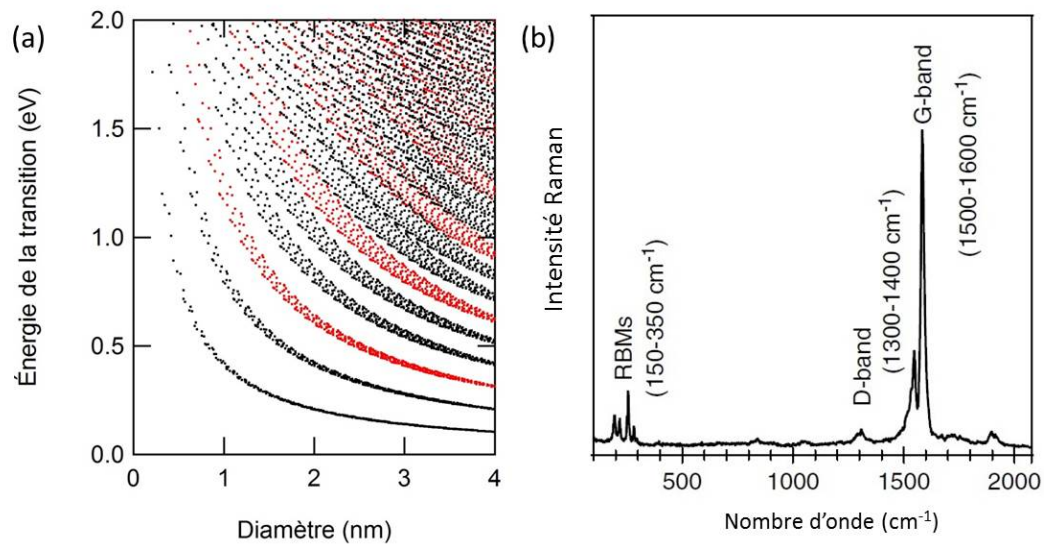 (a)
Énergie de la transition (eV)
2.0
1.5
1.0
0.5
0.0
0
1
2
3
4
Diamètre (nm)
(b)
Intensité Raman
RBMs
(150-350 cm⁻¹)
D-band
(1300-1400 cm⁻¹)
G-band
(1500-1600 cm⁻¹)
500
1000
1500
2000
Nombre d'onde (cm⁻¹)